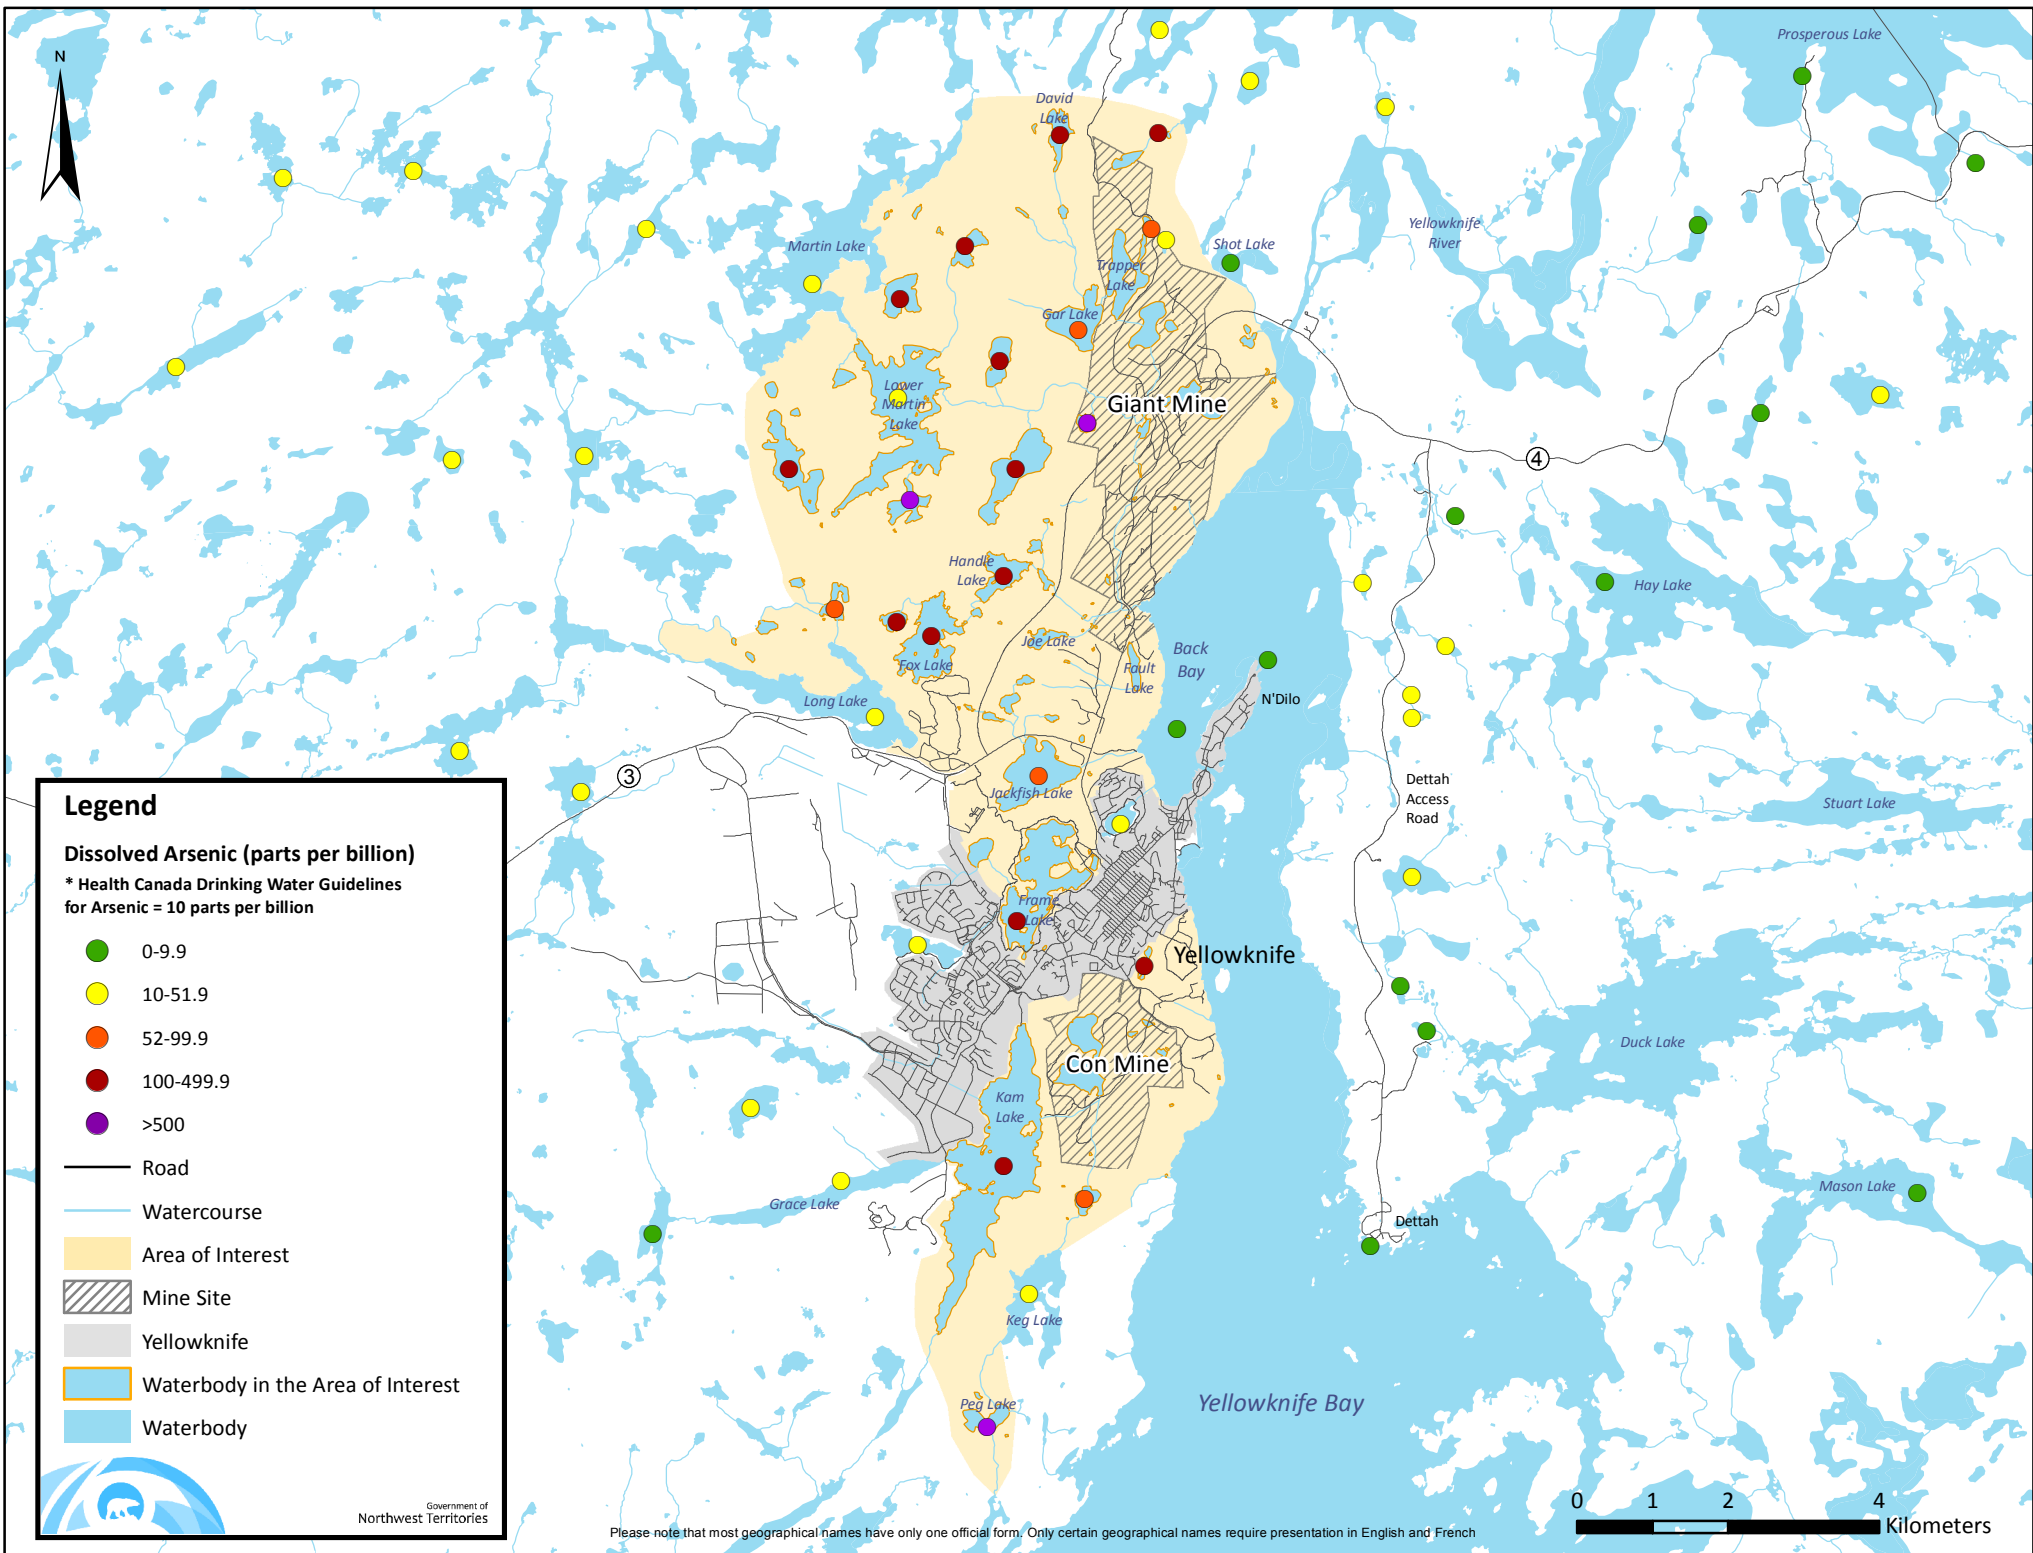 N
Prosperous Lake
David
Lake
Martin Lake
Shot Lake
Yellowknife
River
Trapper
Lake
Gar Lake
Lower
Martin
Lake
Giant Mine
4
Handle
Lake
Hay Lake
Joe Lake
Back
Bay
Fox Lake
Fault
Lake
Long Lake
N'Dilo
3
Jackfish Lake
Dettah
Access
Road
Stuart Lake
Frame
Lake
Yellowknife
Duck Lake
Con Mine
Kam
Lake
Grace Lake
Mason Lake
Dettah
Keg Lake
Peg Lake
Yellowknife Bay
Legend
Dissolved Arsenic (parts per billion)
* Health Canada Drinking Water Guidelines
for Arsenic = 10 parts per billion
0-9.9
10-51.9
52-99.9
100-499.9
>500
Road
Watercourse
Area of Interest
Mine Site
Yellowknife
Waterbody in the Area of Interest
Waterbody
Government of
Northwest Territories
0 1 2 4
Kilometers
Please note that most geographical names have only one official form. Only certain geographical names require presentation in English and French